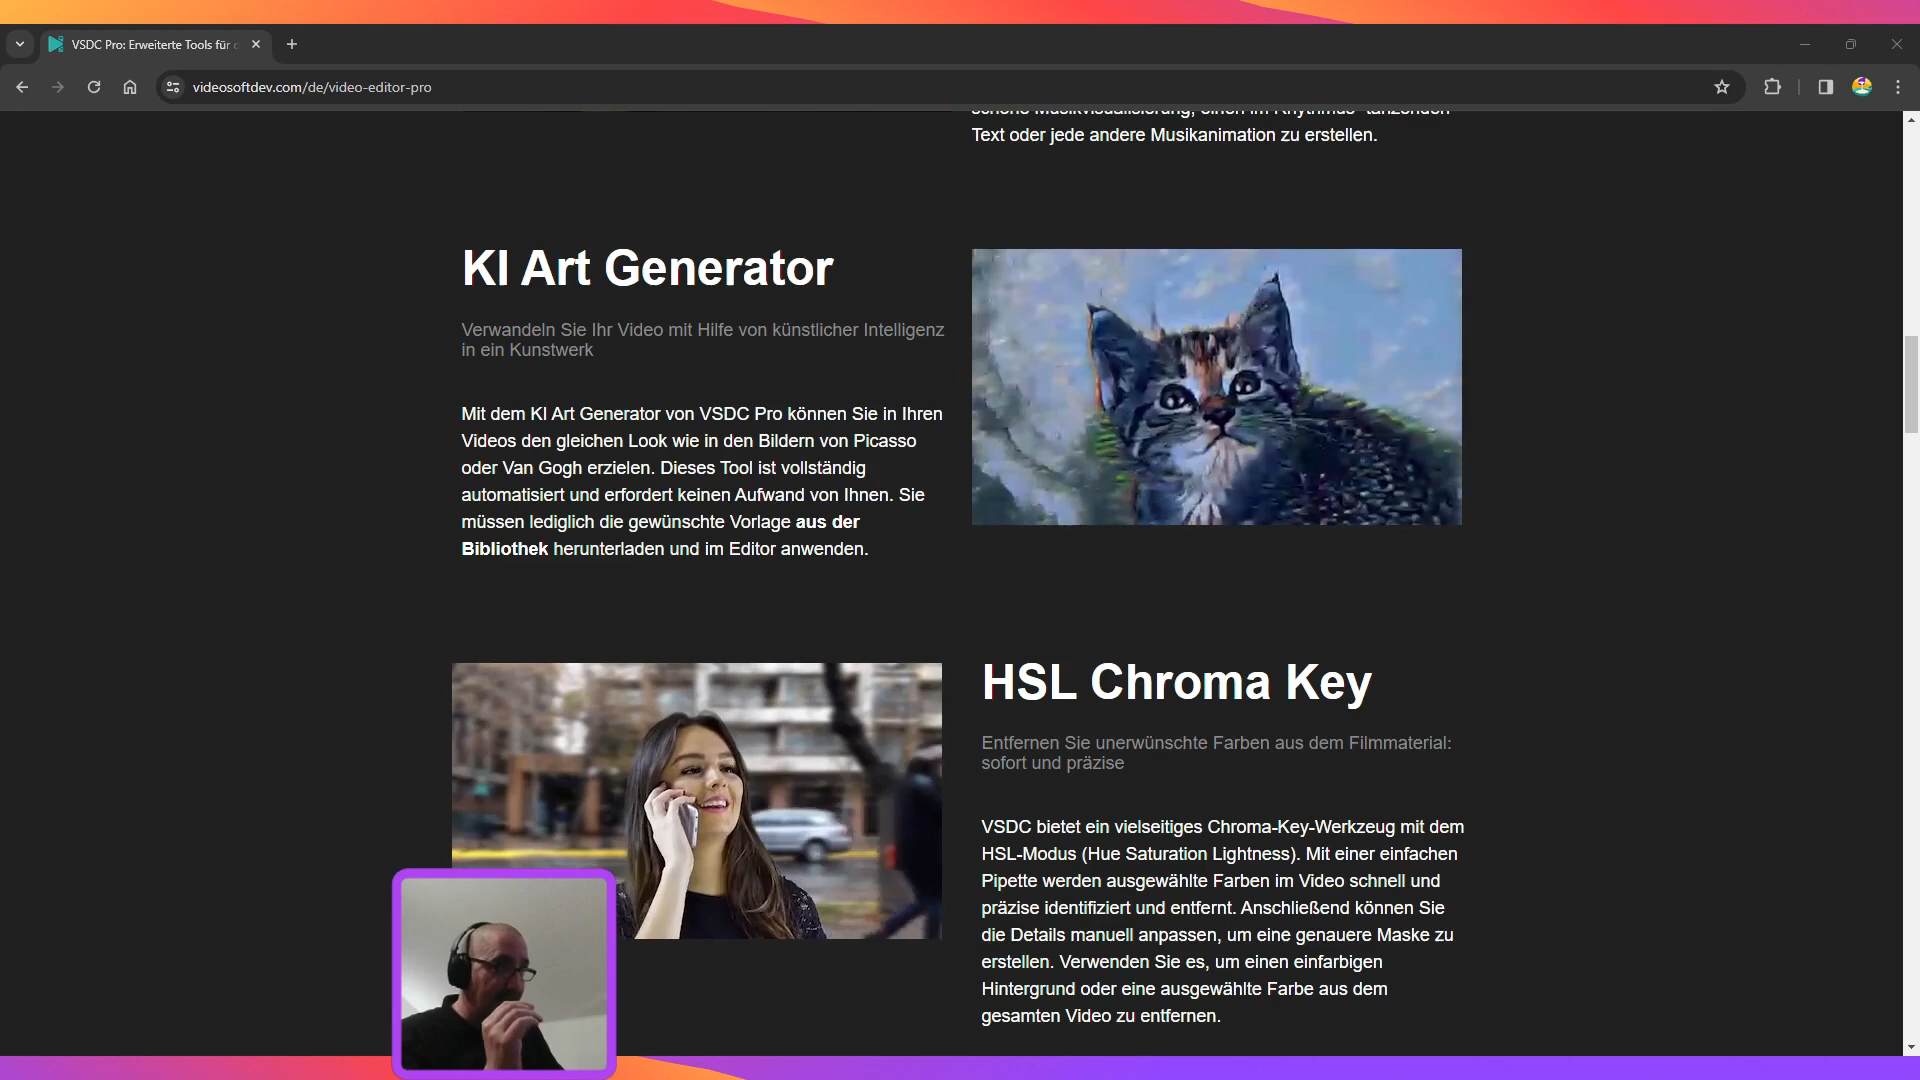 VSDC Pro: Erweiterte Tools für
videosoftdev.com/de/video-editor-pro
Text oder jede andere Musikanimation zu erstellen.
KI Art Generator
Verwandeln Sie Ihr Video mit Hilfe von künstlicher Intelligenz
in ein Kunstwerk
Mit dem KI Art Generator von VSDC Pro können Sie in Ihren
Videos den gleichen Look wie in den Bildern von Picasso
oder Van Gogh erzielen. Dieses Tool ist vollständig
automatisiert und erfordert keinen Aufwand von Ihnen. Sie
müssen lediglich die gewünschte Vorlage aus der
Bibliothek herunterladen und im Editor anwenden.
HSL Chroma Key
Entfernen Sie unerwünschte Farben aus dem Filmmaterial:
sofort und präzise
VSDC bietet ein vielseitiges Chroma-Key-Werkzeug mit dem
HSL-Modus (Hue Saturation Lightness). Mit einer einfachen
Pipette werden ausgewählte Farben im Video schnell und
präzise identifiziert und entfernt. Anschließend können Sie
die Details manuell anpassen, um eine genauere Maske zu
erstellen. Verwenden Sie es, um einen einfarbigen
Hintergrund oder eine ausgewählte Farbe aus dem
gesamten Video zu entfernen.